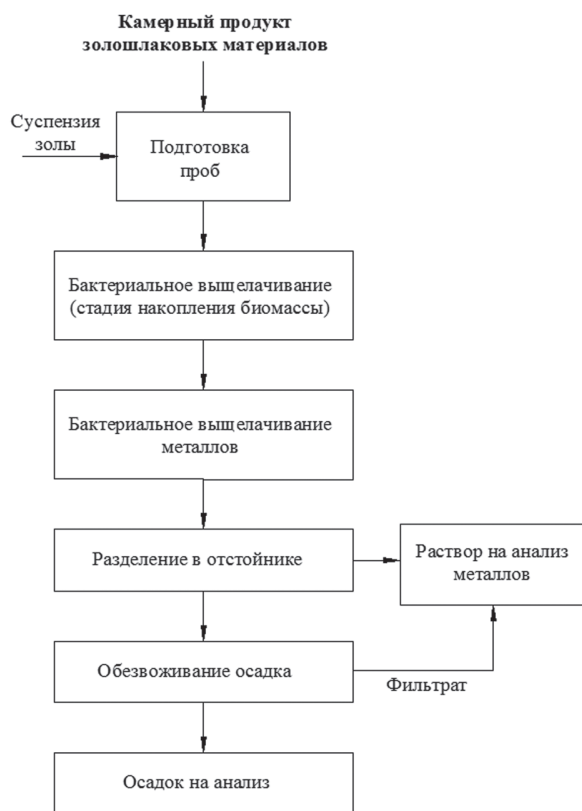 Камерный продукт
золошлаковых материалов
Суспензия
золы
Подготовка
проб
Бактериальное выщелачивание
(стадия накопления биомассы)
Бактериальное выщелачивание
металлов
Разделение в отстойнике
Раствор на анализ
металлов
Обезвоживание осадка
Фильтрат
Осадок на анализ